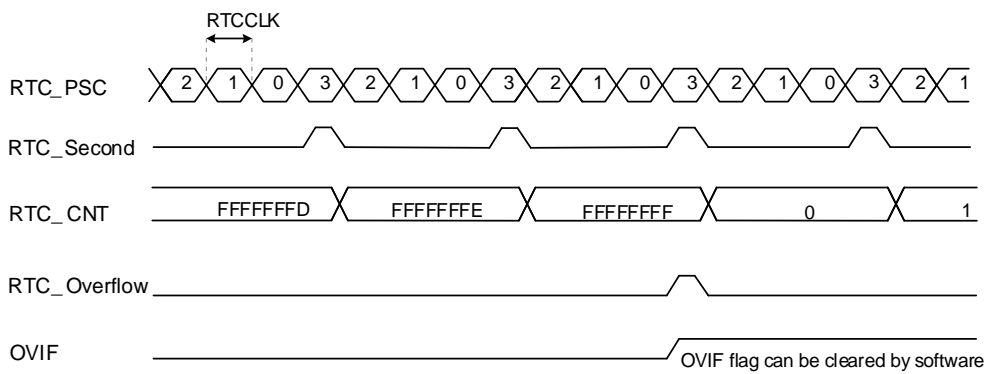 RTCCLK
RTC_PSC 2 1 0 3 2 1 0 3 2 1 0 3 2 1 0 3 2 1
RTC_Second
RTC_CNT FFFFFFFD FFFFFFFE FFFFFFFF 0 1
RTC_Overflow
OVIF
OVIF flag can be cleared by software